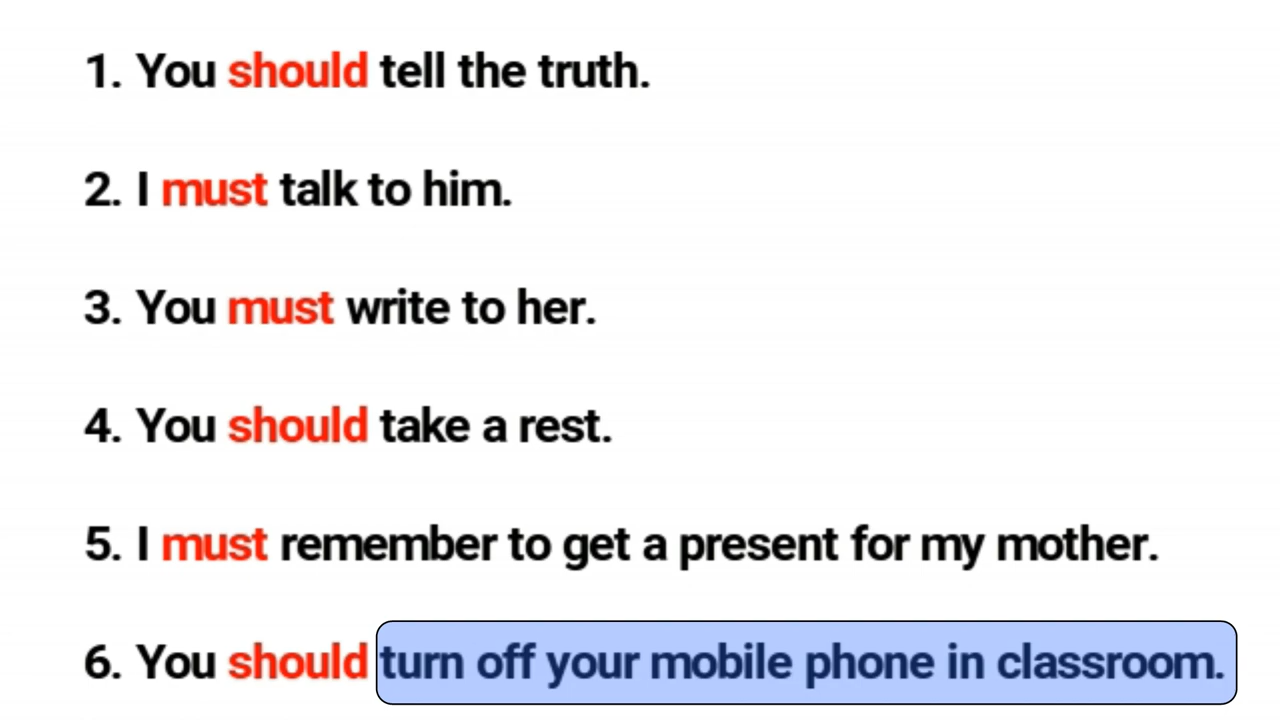 1. You should tell the truth.
2. I must talk to him.
3. You must write to her.
4. You should take a rest.
5. I must remember to get a present for my mother.
6. You should turn off your mobile phone in classroom.